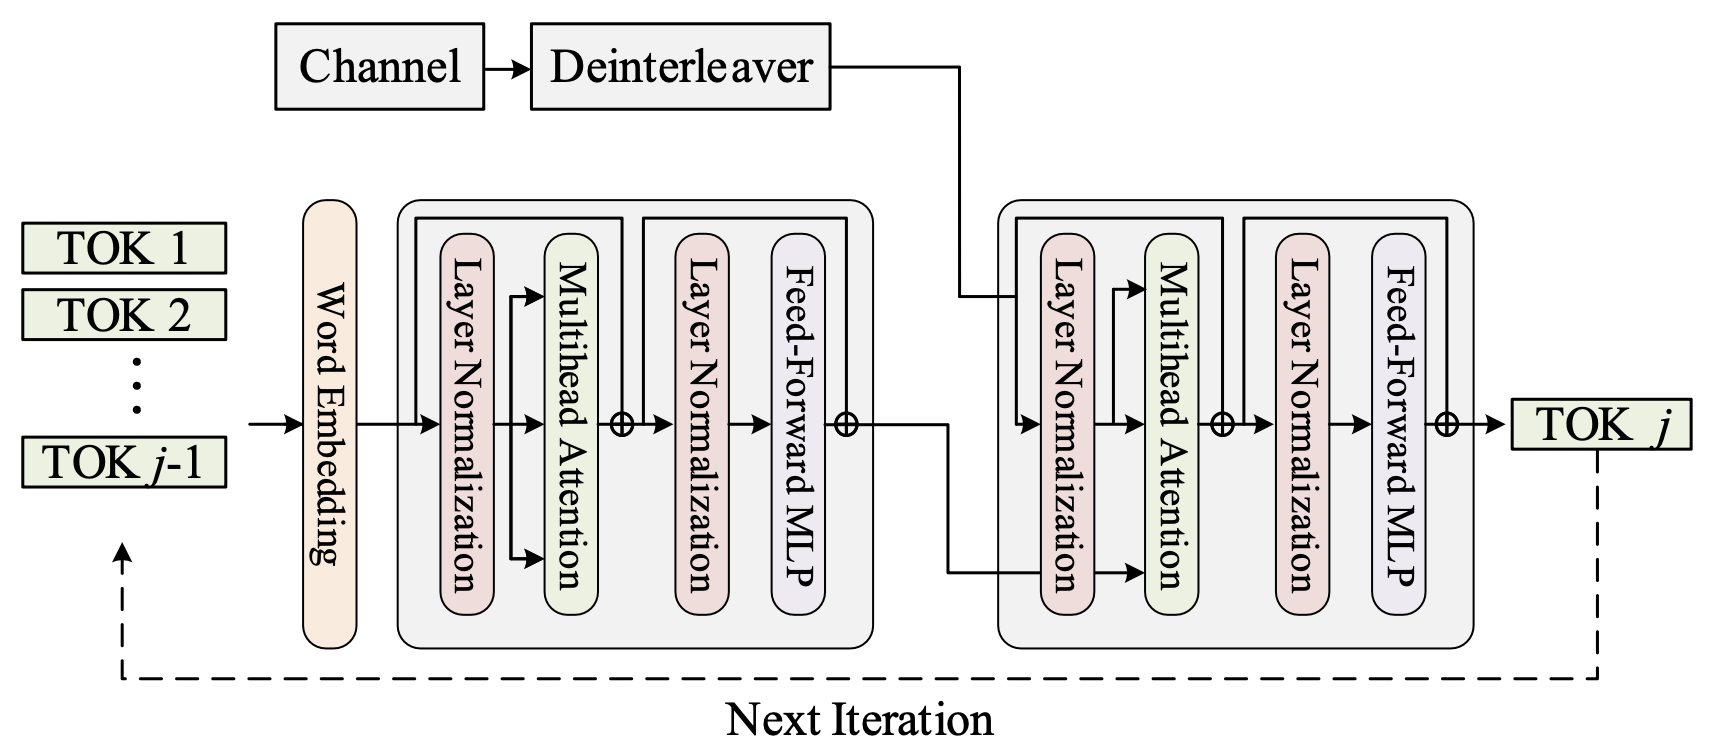 Channel
Deinterleaver
TOK 1
TOK 2
TOK j-1
Word Embedding
Layer Normalization
Multihead Attention
Layer Normalization
Feed-Forward MLP
Layer Normalization
Multihead Attention
Layer Normalization
Feed-Forward MLP
TOK j
Next Iteration